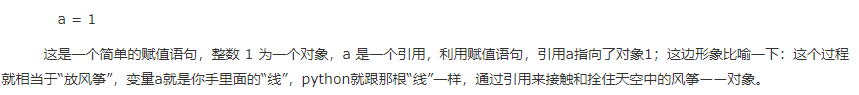 a = 1
这是一个简单的赋值语句，整数 1 为一个对象，a 是一个引用，利用赋值语句，引用a指向了对象1；这边形象比喻一下：这个过程
就相当于“放风筝”，变量a就是你手里面的“线”，python就跟那根“线”一样，通过引用来接触和拴住天空中的风筝——对象。